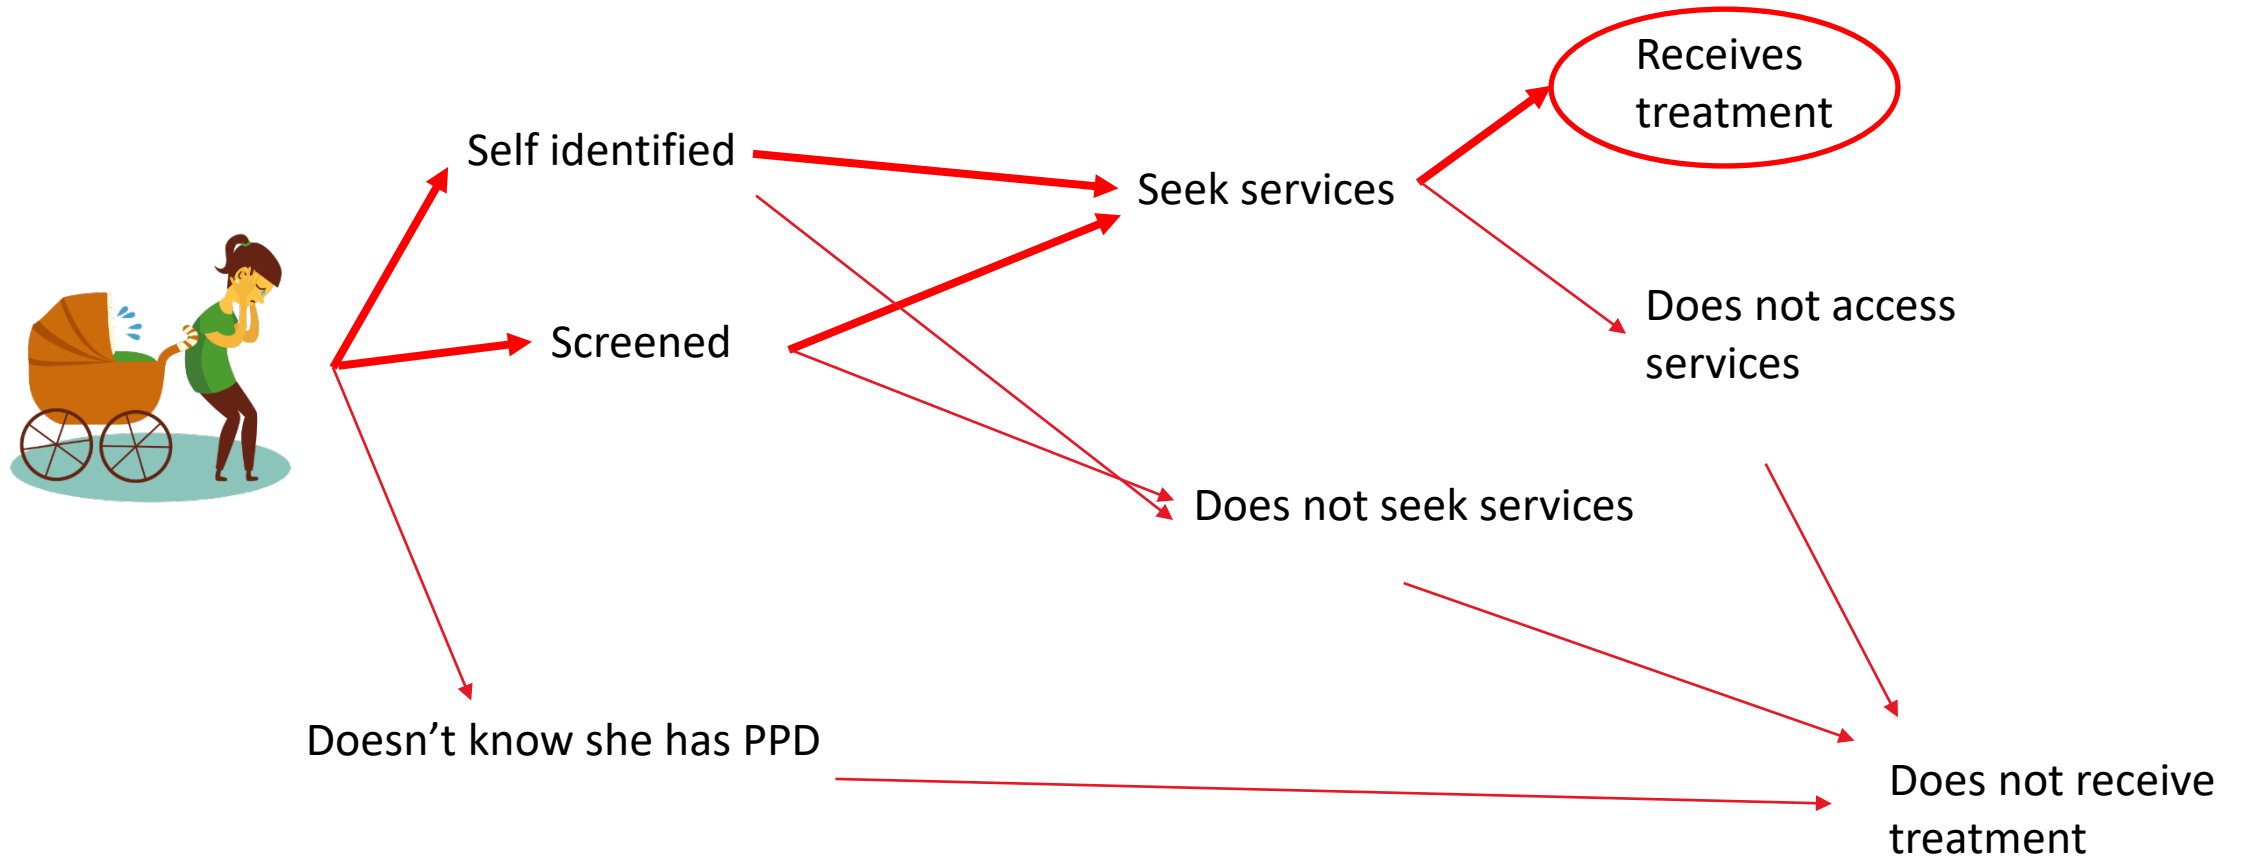 Receives
treatment
Self identified
Seek services
Screened
Does not access
services
Does not seek services
Doesn’t know she has PPD
Does not receive
treatment